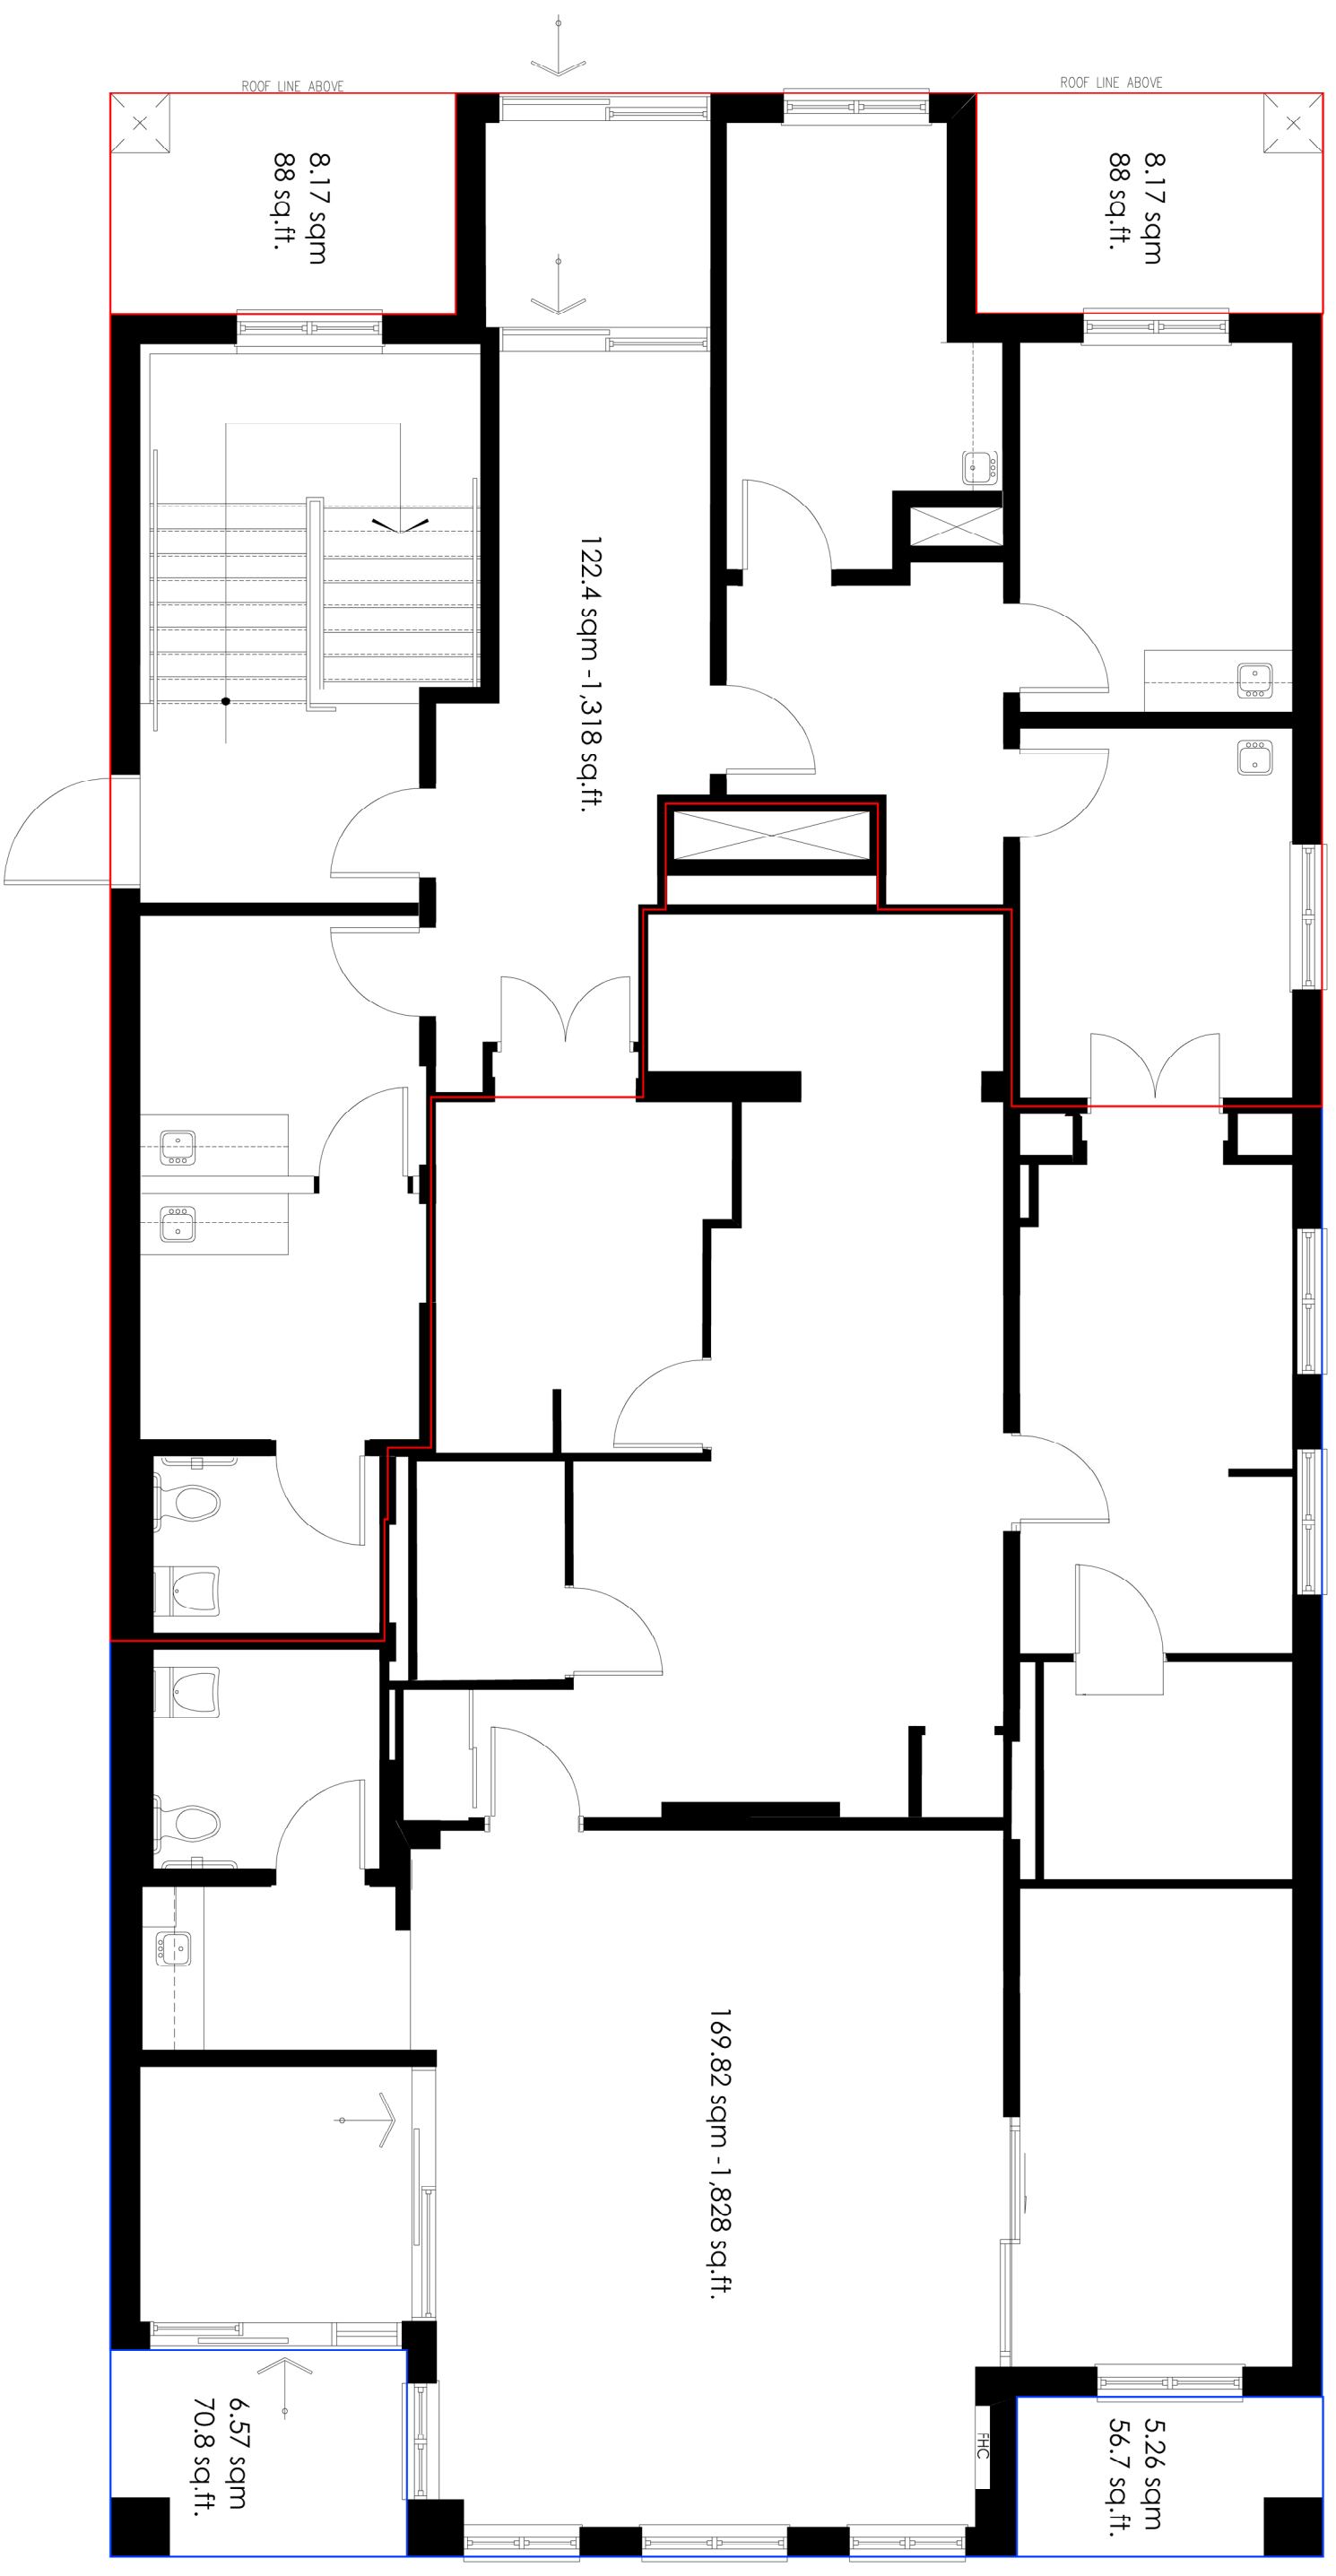 ROOF LINE ABOVE
ROOF LINE ABOVE
8.17 sqm
88 sq.ft.
8.17 sqm
88 sq.ft.
122.4 sqm -1,318 sq.ft.
169.82 sqm -1,828 sq.ft.
6.57 sqm
70.8 sq.ft.
5.26 sqm
56.7 sq.ft.
FHC